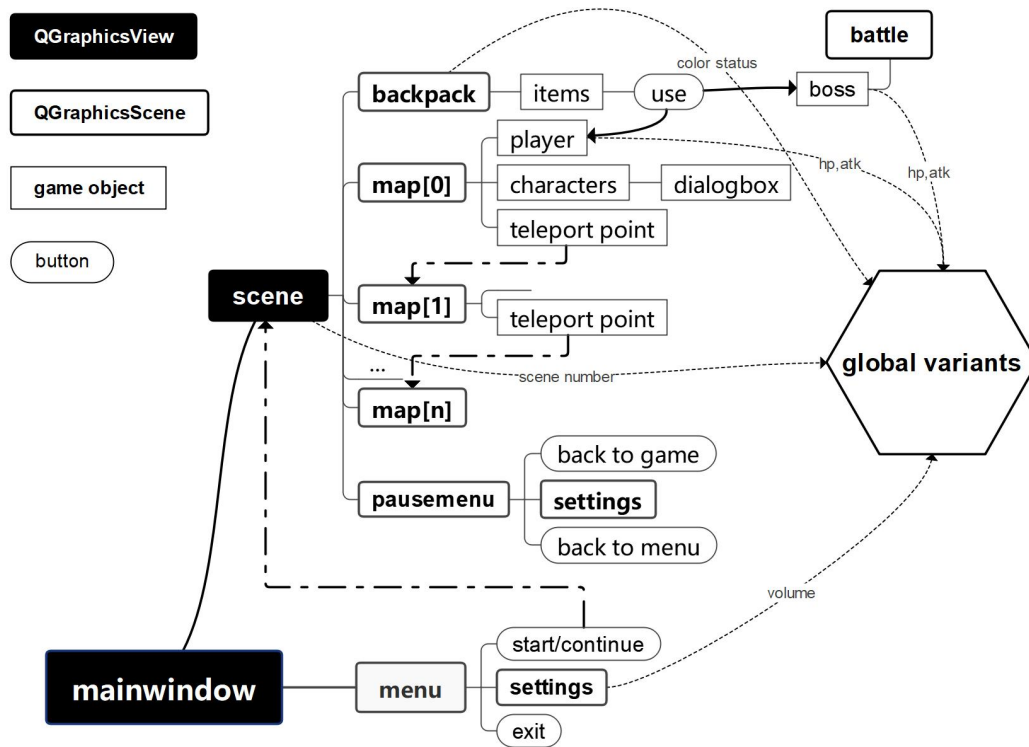 QGraphicsView
QGraphicsScene
game object
button
battle
color status
backpack
items
use
boss
player
hp,atk
hp,atk
map[0]
characters
dialogbox
teleport point
scene
map[1]
teleport point
global variants
...
scene number
map[n]
back to game
pausemenu
settings
back to menu
volume
start/continue
mainwindow
menu
settings
exit